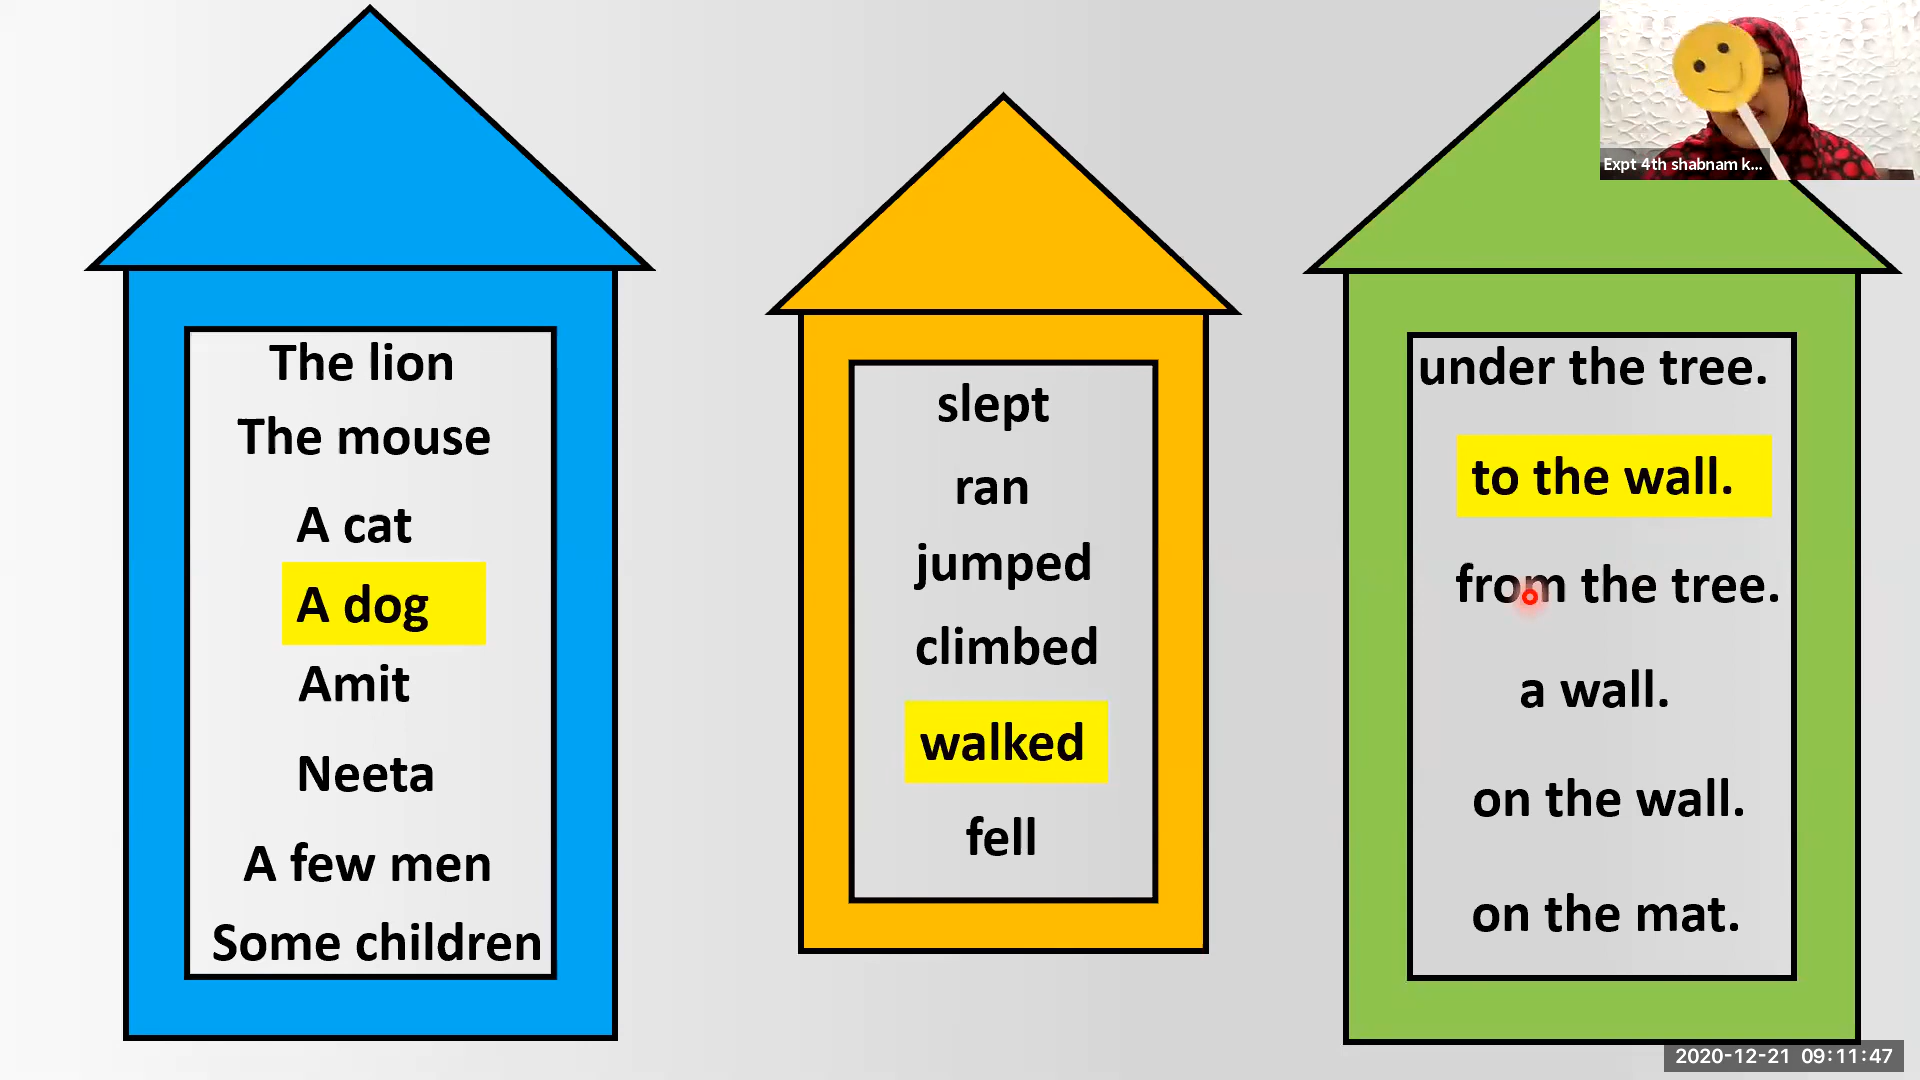 The lion
The mouse
A cat
A dog
Amit
Neeta
A few men
Some children
slept
ran
jumped
climbed
walked
fell
under the tree.
to the wall.
from the tree.
a wall.
on the wall.
on the mat.
Expt 4th shabnam k...
2020-12-21 09:11:47